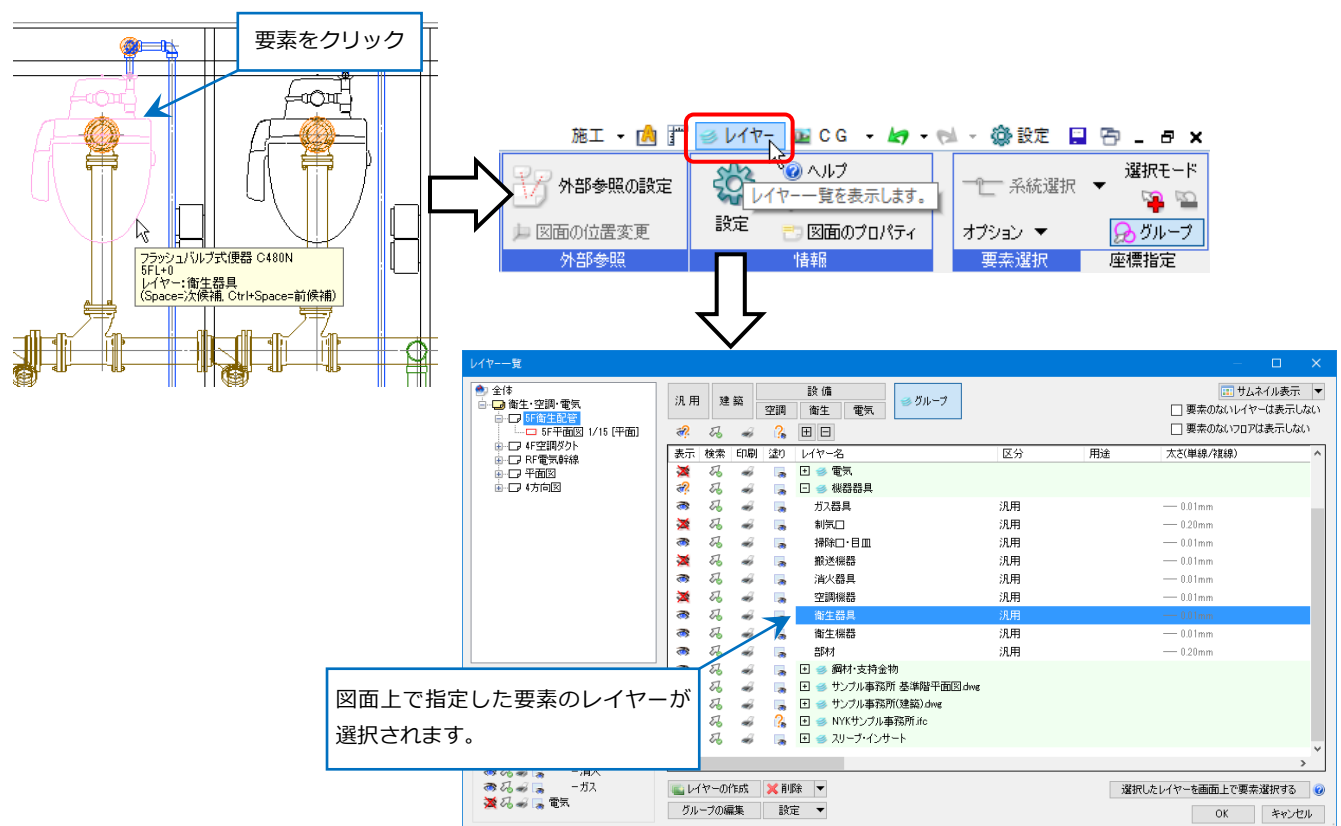 要素をクリック
フラッシュバルブ式便器 C480N
5FL+0
レイヤー:衛生器具
(Space=次候補, Ctrl+Space=前候補)
施工
レイヤー
CG
設定
外部参照の設定
図面の位置変更
外部参照
設定
ヘルプ
レイヤー一覧を表示します。
図面のプロパティ
情報
系統選択
オプション
要素選択
選択モード
グループ
座標指定
レイヤー一覧
全体
衛生・空調・電気
5F衛生配管
5F平面図 1/15 [平面]
4F空調ダクト
RF電気幹線
平面図
4方向図
汎用
建築
設備
空調
衛生
電気
グループ
サムネイル表示
要素のないレイヤーは表示しない
要素のないフロアは表示しない
表示 検索 印刷 塗り レイヤー名 区分 用途 太さ(単線/複線)
電気
機器器具
ガス器具 汎用 0.01mm
制気口 汎用 0.20mm
掃除口・目皿 汎用 0.01mm
搬送機器 汎用 0.01mm
消火器具 汎用 0.01mm
空調機器 汎用 0.01mm
衛生器具 汎用 0.01mm
衛生機器 汎用 0.01mm
部材 汎用 0.20mm
鋼材・支持金物
サンプル事務所 基準階平面図.dwg
サンプル事務所(建築).dwg
NYKサンプル事務所.ifc
スリーブ・インサート
図面上で指定した要素のレイヤーが
選択されます。
-消火
-ガス
電気
レイヤーの作成
削除
選択したレイヤーを画面上で要素選択する
グループの編集
設定
OK
キャンセル